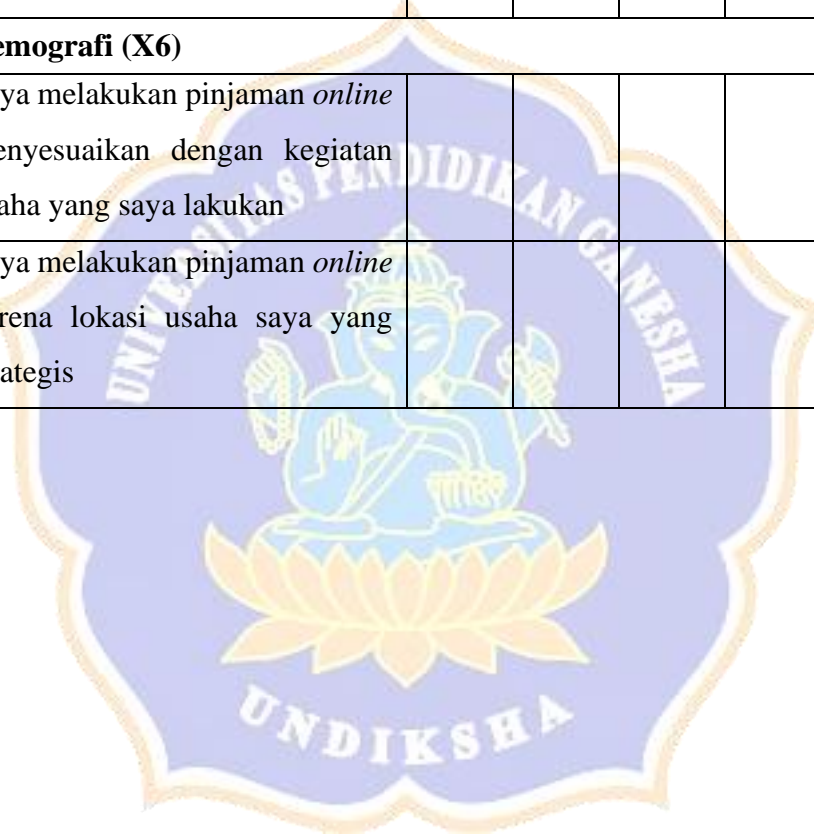 emografi (X6)
ya melakukan pinjaman online
enyesuaikan dengan kegiatan
aha yang saya lakukan
ya melakukan pinjaman online
rena lokasi usaha saya yang
ategis
UNIVERSITAS PENDIDIKAN GANESHA
UNDIKSHA